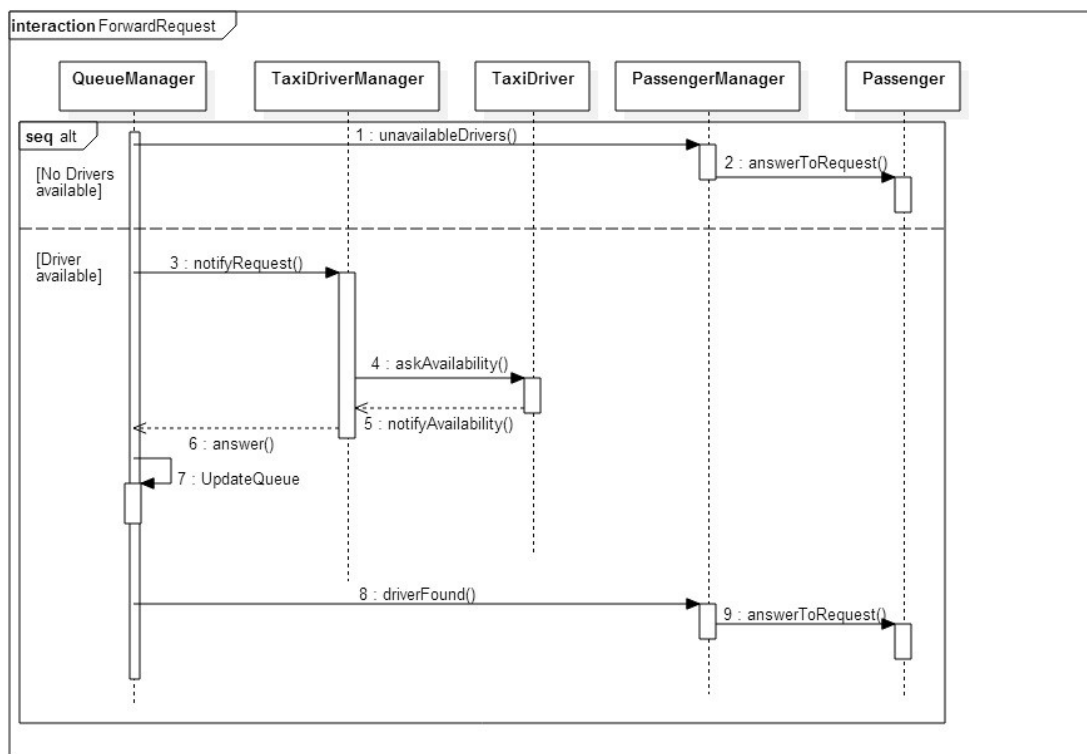 interaction ForwardRequest
QueueManager
TaxiDriverManager
TaxiDriver
PassengerManager
Passenger
seq alt
1 : unavailableDrivers()
[No Drivers
available]
2 : answerToRequest()
[Driver
available]
3 : notifyRequest()
4 : askAvailability()
5 : notifyAvailability()
6 : answer()
7 : UpdateQueue
8 : driverFound()
9 : answerToRequest()